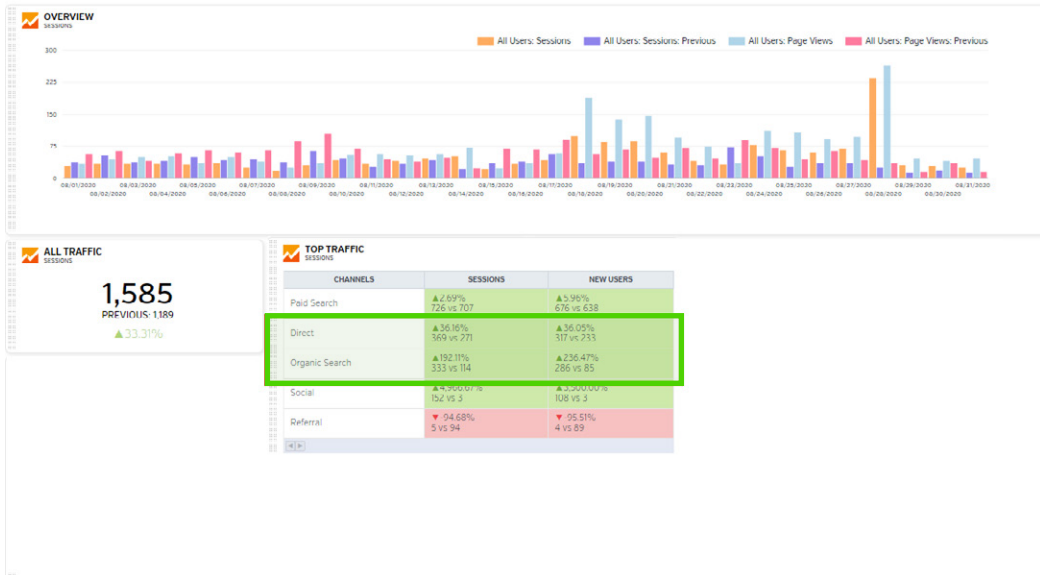 OVERVIEW
SESSIONS
All Users: Sessions All Users: Sessions: Previous All Users: Page Views All Users: Page Views: Previous
300
225
150
75
0
08/01/2020 08/03/2020 08/05/2020 08/07/2020 08/09/2020 08/11/2020 08/13/2020 08/15/2020 08/17/2020 08/19/2020 08/21/2020 08/23/2020 08/25/2020 08/27/2020 08/29/2020 08/31/2020
08/02/2020 08/04/2020 08/06/2020 08/08/2020 08/10/2020 08/12/2020 08/14/2020 08/16/2020 08/18/2020 08/20/2020 08/22/2020 08/24/2020 08/26/2020 08/28/2020 08/30/2020
ALL TRAFFIC
SESSIONS
1,585
PREVIOUS: 1,189
▲33.31%
TOP TRAFFIC
SESSIONS
CHANNELS SESSIONS NEW USERS
Paid Search ▲2.69% ▲5.96%
726 vs 707 676 vs 638
Direct ▲36.16% ▲36.05%
369 vs 271 317 vs 233
Organic Search ▲192.11% ▲236.47%
333 vs 114 286 vs 85
Social ▲4,966.67% ▲3,500.00%
152 vs 3 108 vs 3
Referral ▼-94.68% ▼-95.51%
5 vs 94 4 vs 89